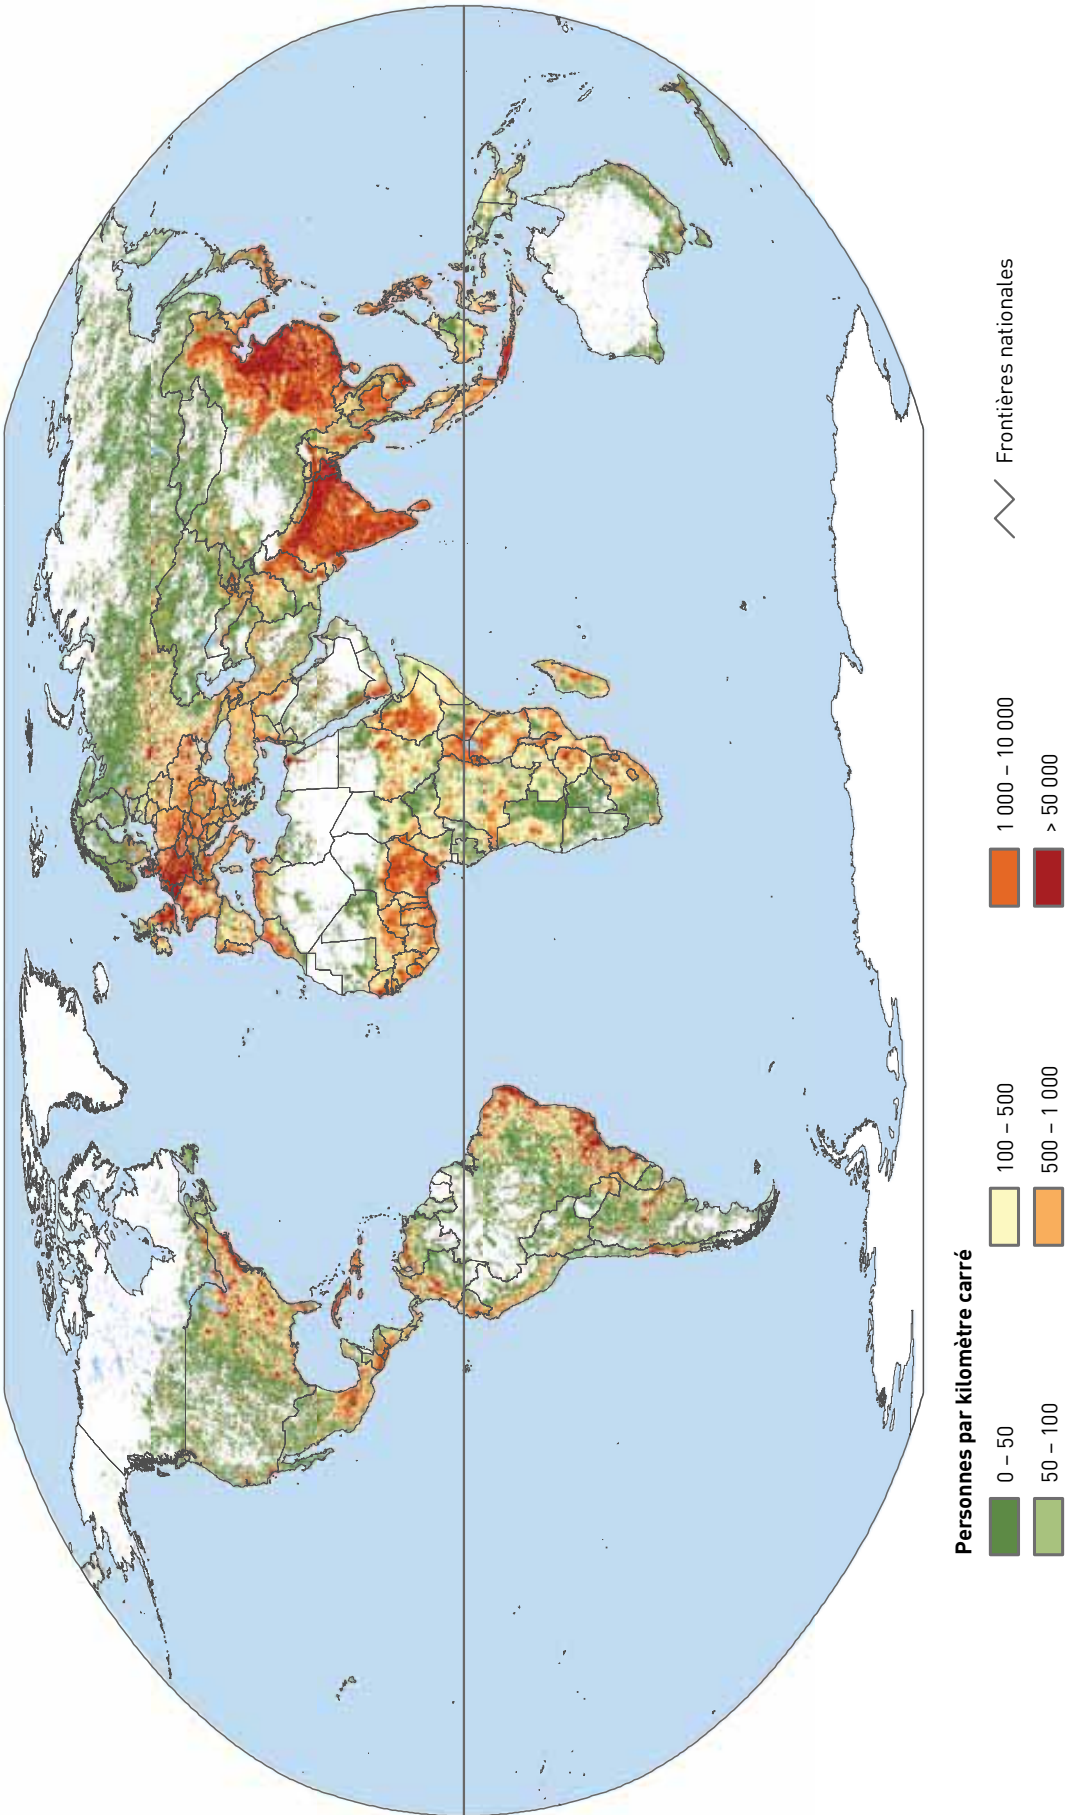 Personnes par kilomètre carré
0 – 50
100 – 500
1 000 – 10 000
Frontières nationales
50 – 100
500 – 1 000
> 50 000